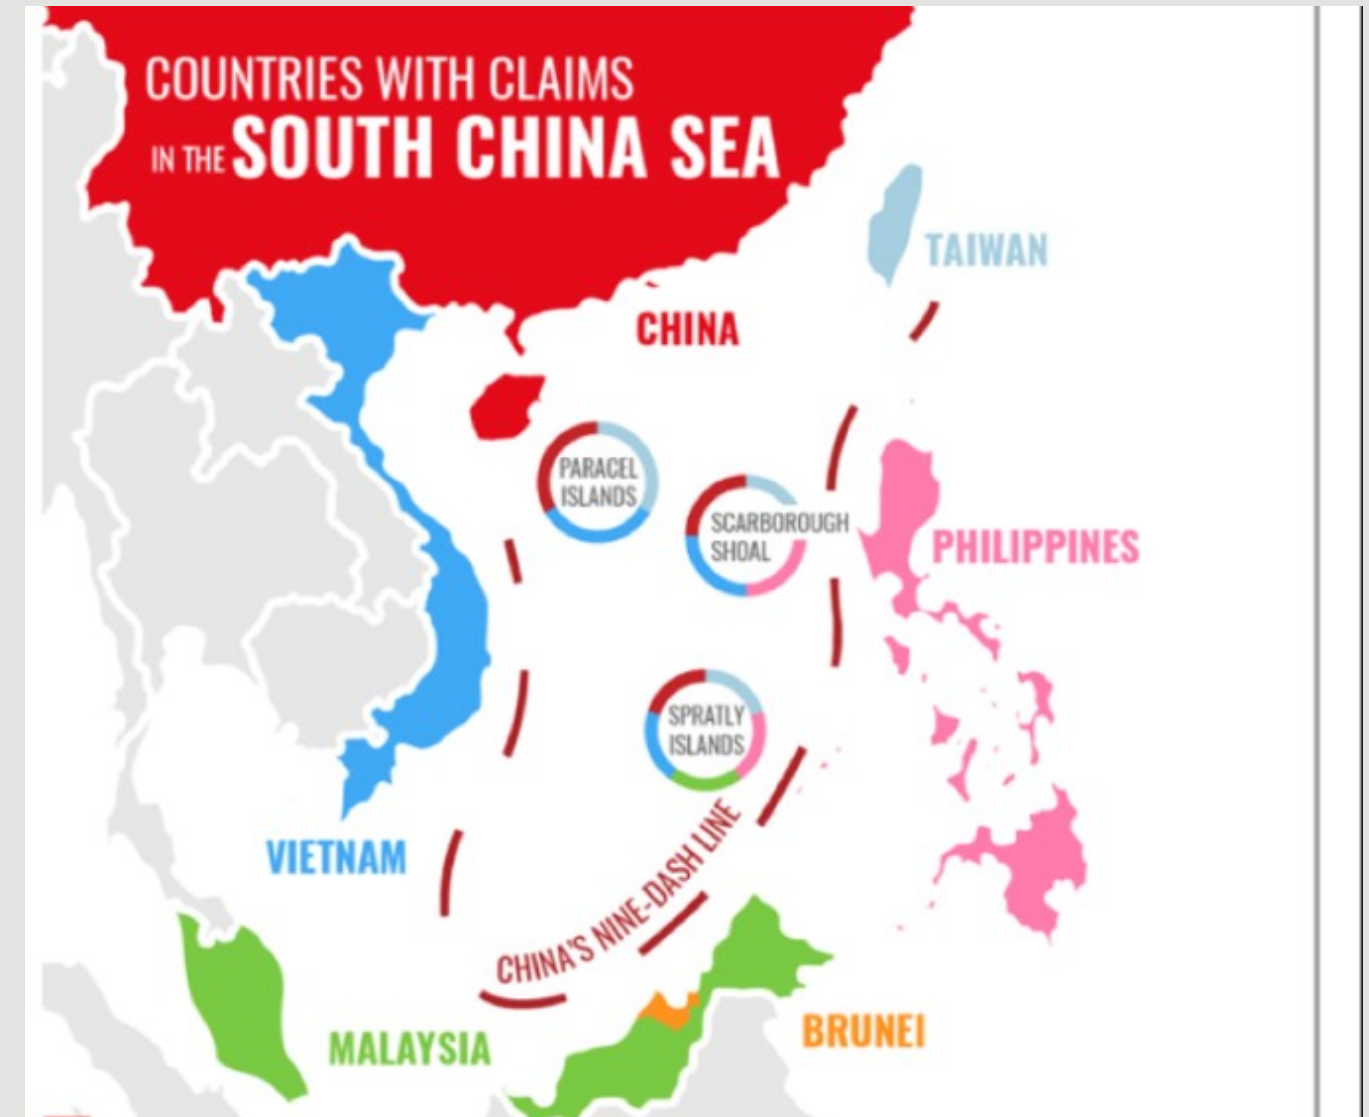 COUNTRIES WITH CLAIMS
IN THE SOUTH CHINA SEA
TAIWAN
CHINA
PARACEL
ISLANDS
SCARBOROUGH
SHOAL
PHILIPPINES
SPRATLY
ISLANDS
VIETNAM
CHINA'S NINE-DASH LINE
MALAYSIA
BRUNEI